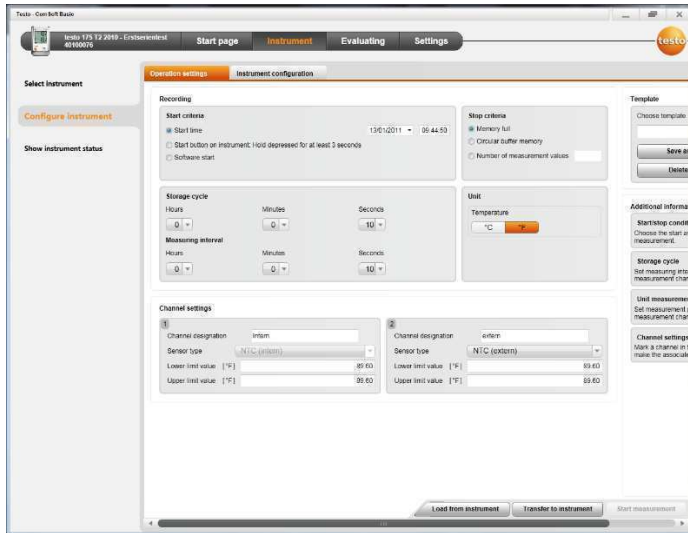 Testo - ComSoft Basic
testo 175 T2 2010 - Erstserientest
40100076
Start page
Instrument
Evaluating
Settings
testo
Select instrument
Configure instrument
Show instrument status
Operation settings
Instrument configuration
Recording
Start criteria
Start time
13/01/2011
09:44:50
Start button on instrument: Hold depressed for at least 3 seconds
Software start
Stop criteria
Memory full
Circular buffer memory
Number of measurement values
Storage cycle
Hours
Minutes
Seconds
0
0
10
Measuring interval
Hours
Minutes
Seconds
0
0
10
Unit
Temperature
°C
°F
Channel settings
1
Channel designation
intern
Sensor type
NTC (intern)
Lower limit value [°F]
89.60
Upper limit value [°F]
89.60
2
Channel designation
extern
Sensor type
NTC (extern)
Lower limit value [°F]
89.60
Upper limit value [°F]
89.60
Template
Choose template
Save as
Delete
Additional informa
Start/stop condit
Choose the start an
measurement.
Storage cycle
Set measuring inte
measurement chan
Unit measuremen
Set measurement p
measurement chan
Channel settings
Mark a channel in t
make the associate
Load from instrument
Transfer to instrument
Start measurement